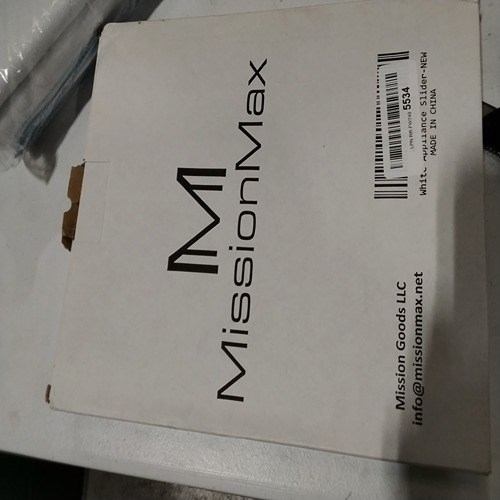 MissionMax
5534
White Appliance Slider-NEW
MADE IN CHINA
Mission Goods LLC
info@missionmax.net